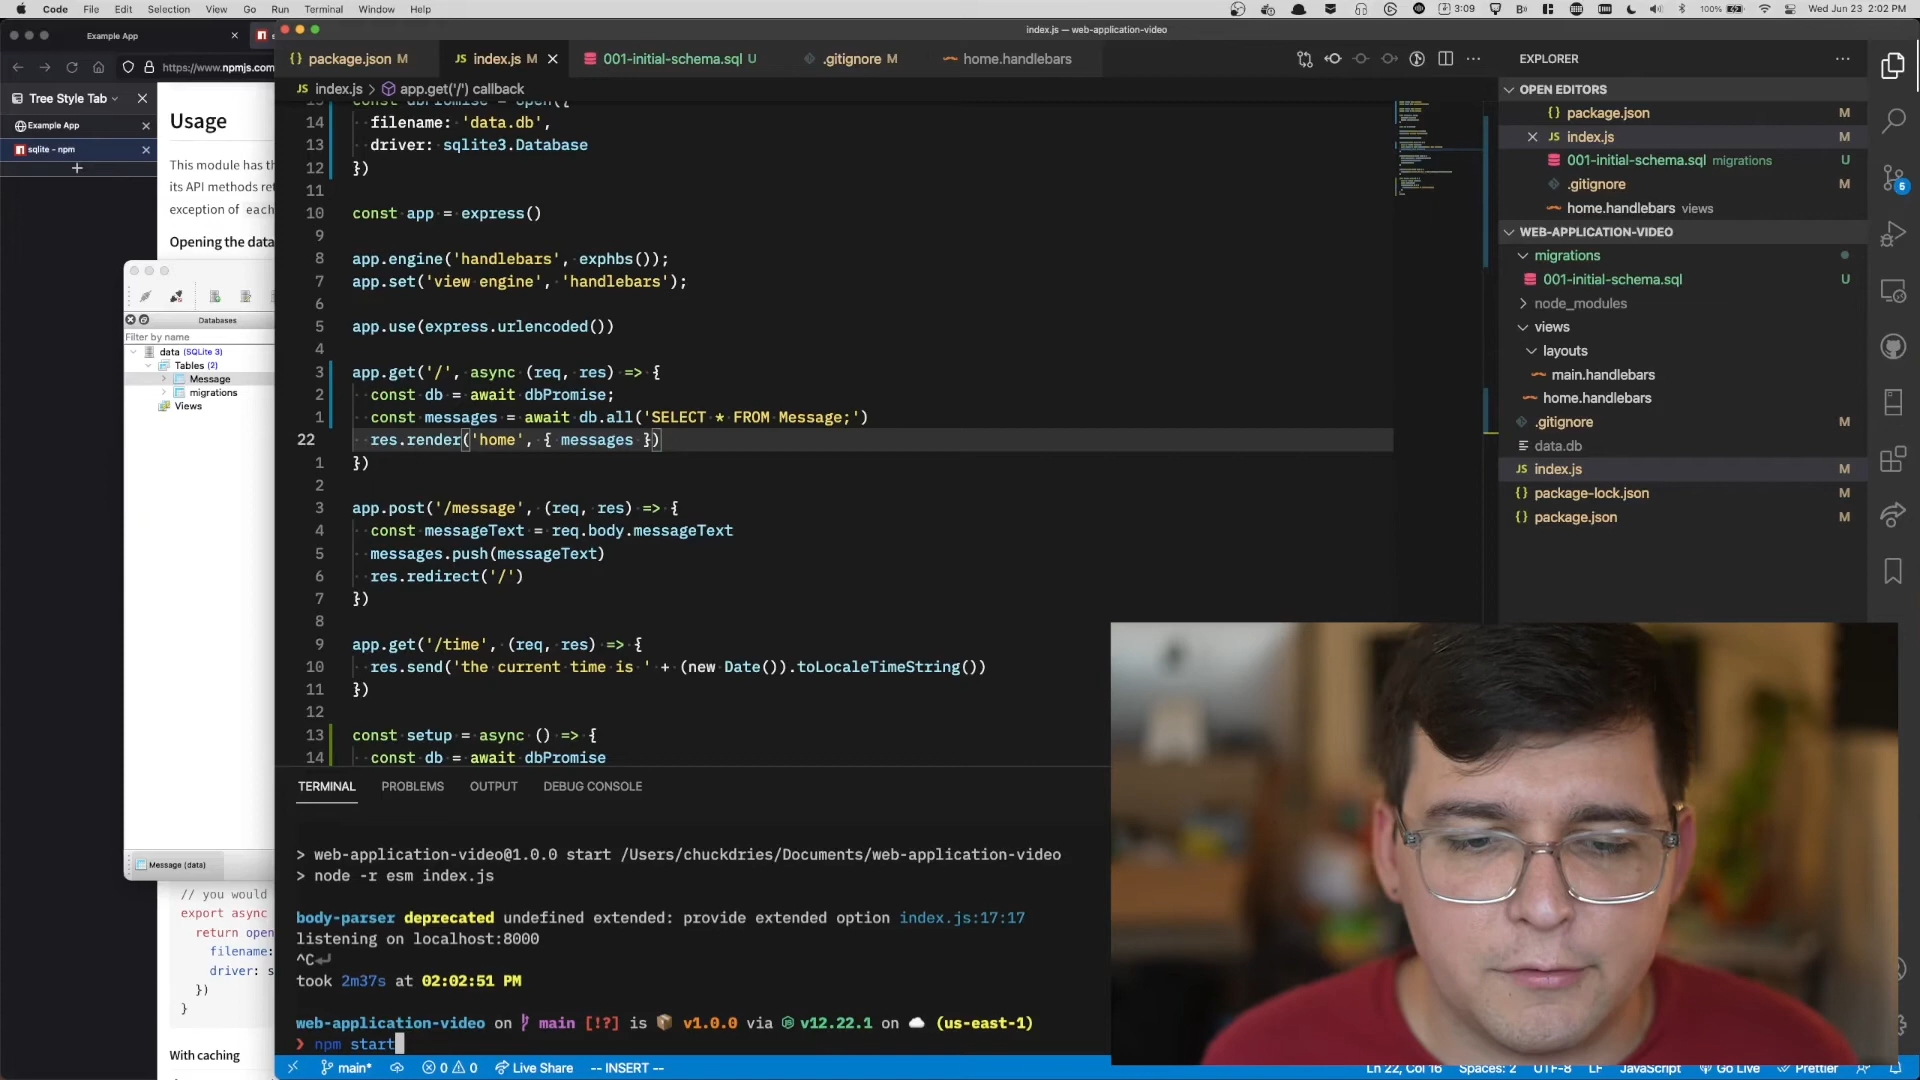 Code File Edit Selection View Go Run Terminal Window Help
3:09 100% Wed Jun 23 2:02 PM
Example App
index.js — web-application-video
https://www.npmjs.com
Tree Style Tab
Example App
sqlite - npm
Usage
This module has th
its API methods ret
exception of each
Opening the data
Databases
Filter by name
data (SQLite 3)
Tables (2)
Message
migrations
Views
Message (data)
// you would
export async
return open
filename:
driver: s
})
}
With caching
package.json M
index.js M
001-initial-schema.sql U
.gitignore M
home.handlebars
index.js > app.get('/') callback
15 const dbPromise = open({
14 filename: 'data.db',
13 driver: sqlite3.Database
12 })
11
10 const app = express()
9
8 app.engine('handlebars', exphbs());
7 app.set('view engine', 'handlebars');
6
5 app.use(express.urlencoded())
4
3 app.get('/', async (req, res) => {
2 const db = await dbPromise;
1 const messages = await db.all('SELECT * FROM Message;')
22 res.render('home', { messages })
1 })
2
3 app.post('/message', (req, res) => {
4 const messageText = req.body.messageText
5 messages.push(messageText)
6 res.redirect('/')
7 })
8
9 app.get('/time', (req, res) => {
10 res.send('the current time is ' + (new Date()).toLocaleTimeString())
11 })
12
13 const setup = async () => {
14 const db = await dbPromise
TERMINAL PROBLEMS OUTPUT DEBUG CONSOLE
> web-application-video@1.0.0 start /Users/chuckdries/Documents/web-application-video
> node -r esm index.js
body-parser deprecated undefined extended: provide extended option index.js:17:17
listening on localhost:8000
^C⏎
took 2m37s at 02:02:51 PM
web-application-video on main [!?] is v1.0.0 via v12.22.1 on (us-east-1)
❯ npm start
EXPLORER
OPEN EDITORS
package.json M
index.js M
001-initial-schema.sql migrations U
.gitignore M
home.handlebars views
WEB-APPLICATION-VIDEO
migrations
001-initial-schema.sql U
node_modules
views
layouts
main.handlebars
home.handlebars
.gitignore M
data.db
index.js M
package-lock.json M
package.json M
5
main* 0 0 Live Share -- INSERT --
Ln 22, Col 16 Spaces: 2 UTF-8 LF JavaScript Go Live Prettier